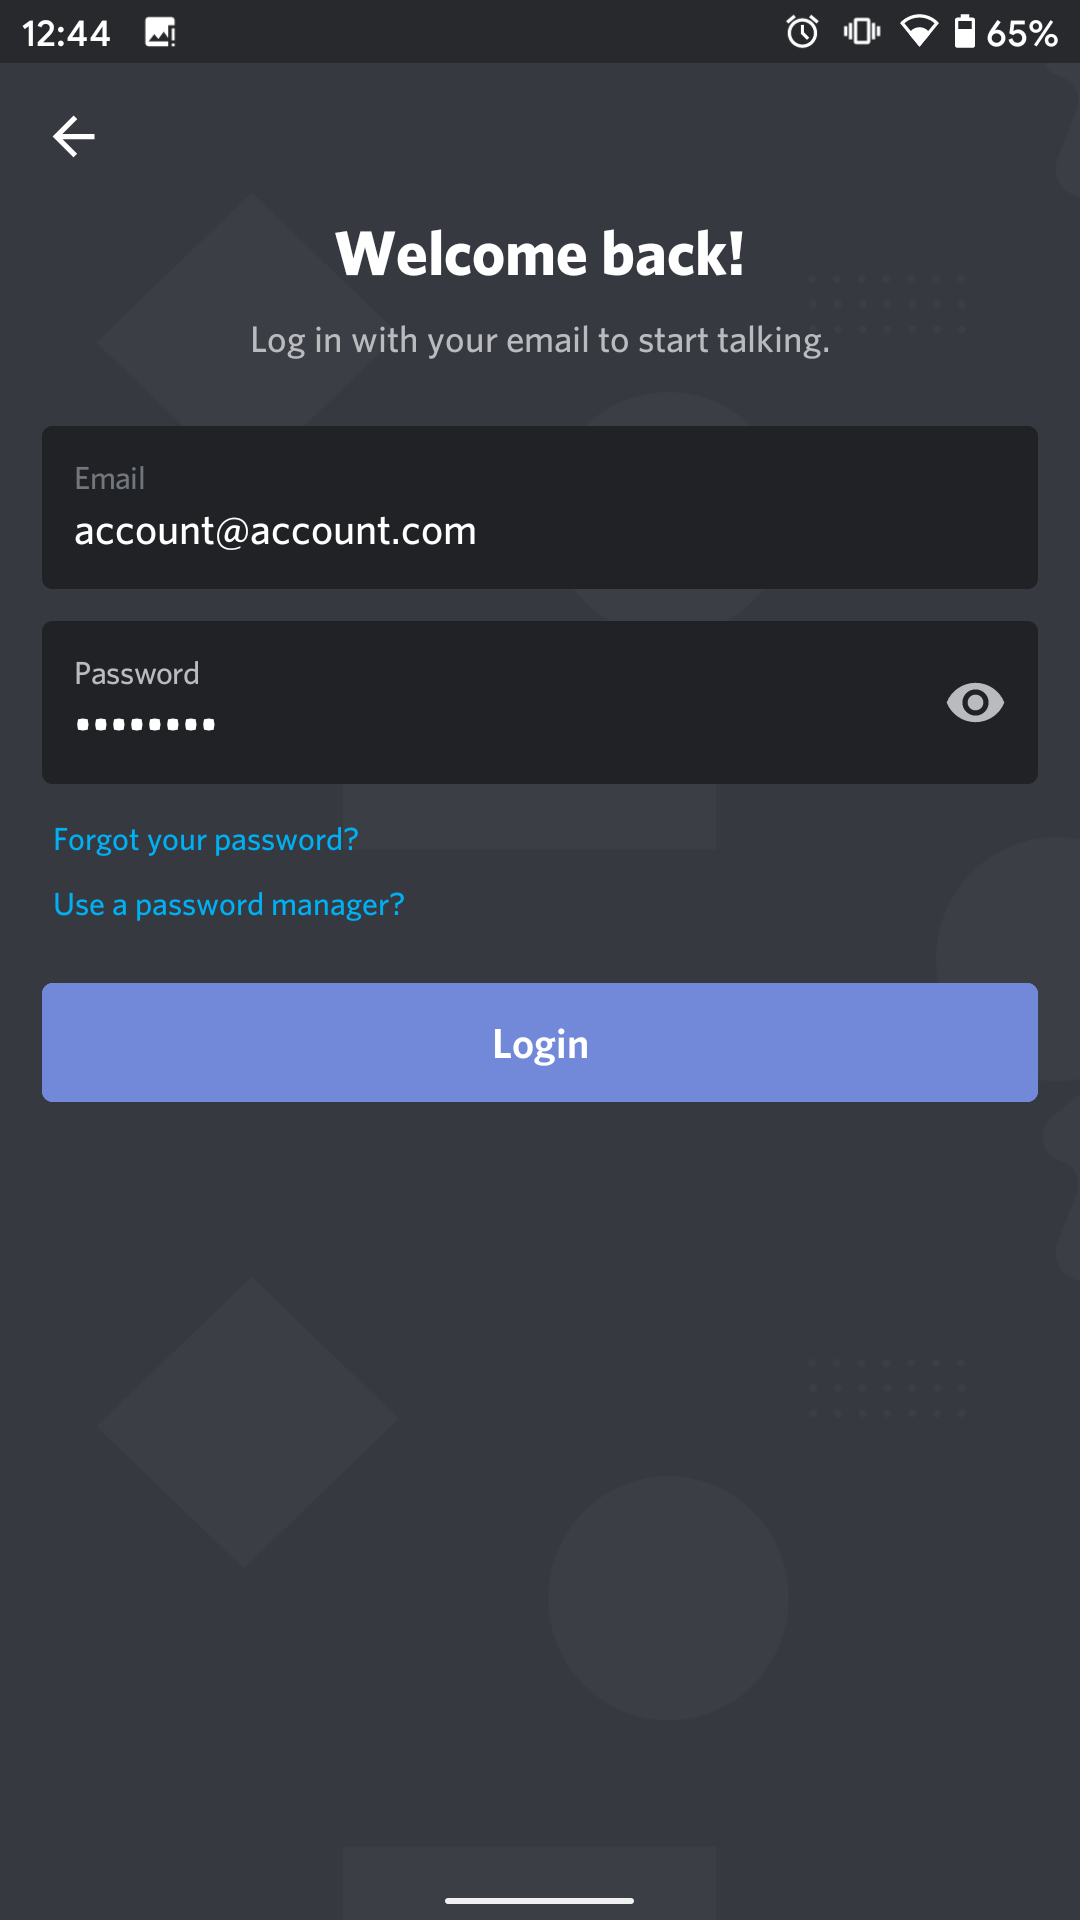 12:44
65%
Welcome back!
Log in with your email to start talking.
Email
account@account.com
Password
••••••••
Forgot your password?
Use a password manager?
Login